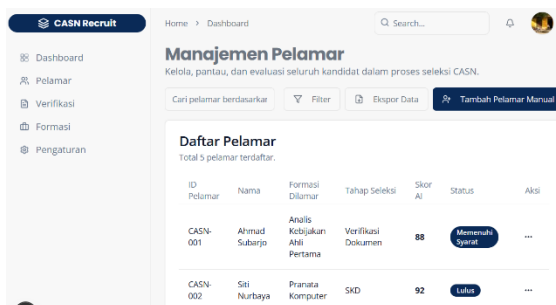 CASN Recruit
Home > Dashboard
Search...
Dashboard
Pelamar
Verifikasi
Formasi
Pengaturan
Manajemen Pelamar
Kelola, pantau, dan evaluasi seluruh kandidat dalam proses seleksi CASN.
Cari pelamar berdasarkar
Filter
Ekspor Data
Tambah Pelamar Manual
Daftar Pelamar
Total 5 pelamar terdaftar.
ID Pelamar
Nama
Formasi Dilamar
Tahap Seleksi
Skor AI
Status
Aksi
CASN-001
Ahmad Subarjo
Analis Kebijakan Ahli Pertama
Verifikasi Dokumen
88
Memenuhi Syarat
...
CASN-002
Siti Nurbaya
Pranata Komputer
SKD
92
Lulus
...